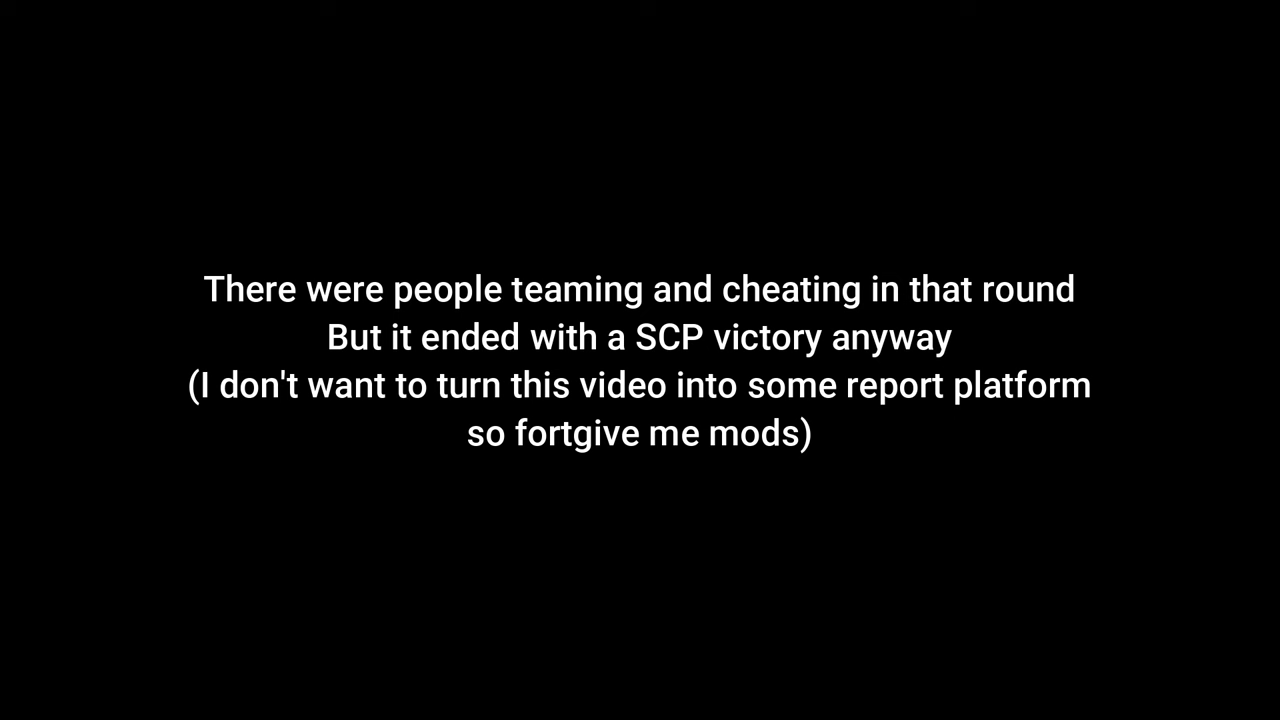 There were people teaming and cheating in that round
But it ended with a SCP victory anyway
(I don't want to turn this video into some report platform
so fortgive me mods)